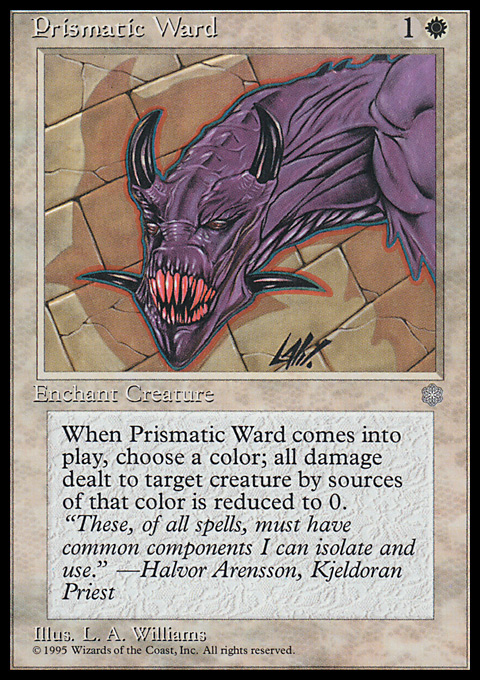 Prismatic Ward 1
Enchant Creature
When Prismatic Ward comes into
play, choose a color; all damage
dealt to target creature by sources
of that color is reduced to 0.
“These, of all spells, must have
common components I can isolate and
use.” —Halvor Arensson, Kjeldoran
Priest
Illus. L. A. Williams
© 1995 Wizards of the Coast, Inc. All rights reserved.